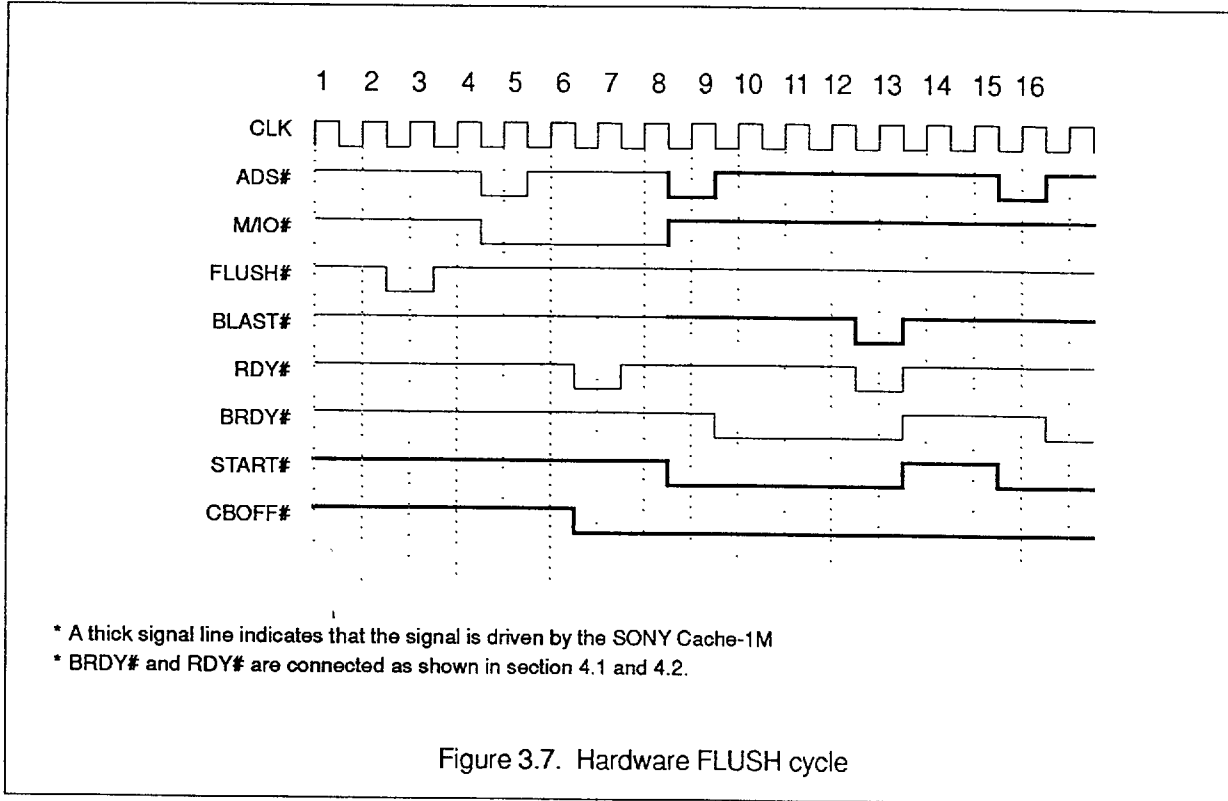 1 2 3 4 5 6 7 8 9 10 11 12 13 14 15 16
CLK
ADS#
M/IO#
FLUSH#
BLAST#
RDY#
BRDY#
START#
CBOFF#
* A thick signal line indicates that the signal is driven by the SONY Cache-1M
* BRDY# and RDY# are connected as shown in section 4.1 and 4.2.
Figure 3.7. Hardware FLUSH cycle